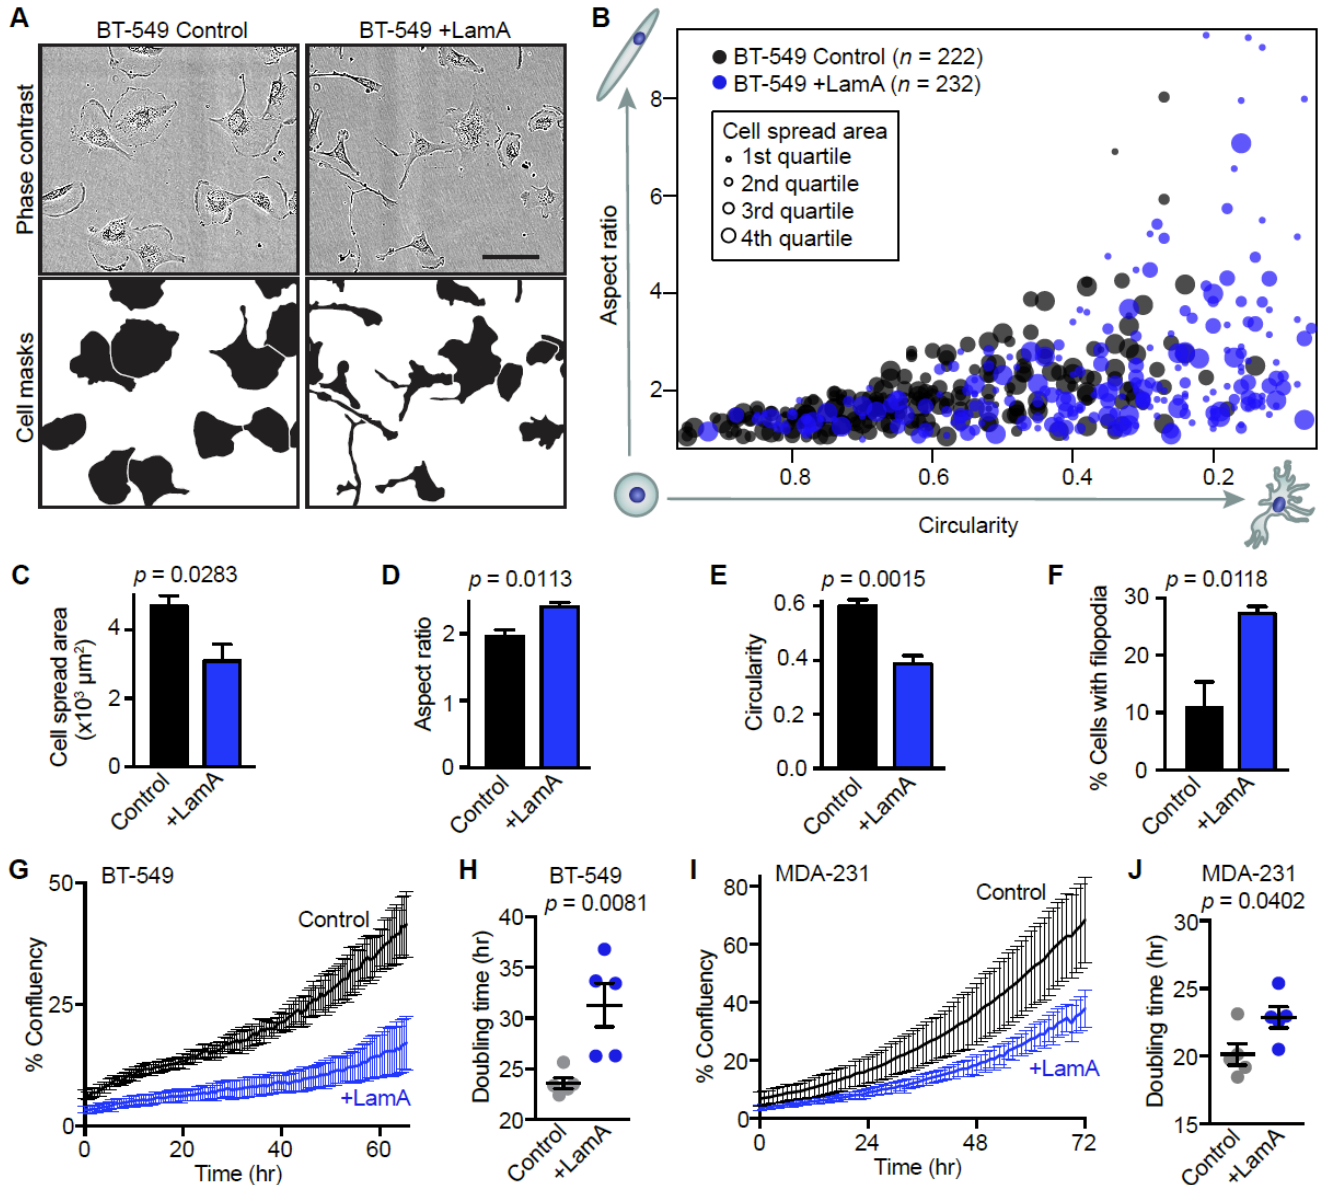 A
BT-549 Control
BT-549 +LamA
Phase contrast
Cell masks
B
BT-549 Control (n = 222)
BT-549 +LamA (n = 232)
Cell spread area
1st quartile
2nd quartile
3rd quartile
4th quartile
Aspect ratio
8
6
4
2
0.8
0.6
0.4
0.2
Circularity
C
p = 0.0283
Cell spread area
(x10³ µm²)
4
2
0
Control
+LamA
D
p = 0.0113
Aspect ratio
2
1
0
Control
+LamA
E
p = 0.0015
Circularity
0.6
0.4
0.2
0.0
Control
+LamA
F
p = 0.0118
% Cells with filopodia
30
20
10
0
Control
+LamA
G
BT-549
% Confluency
50
25
0
Control
+LamA
0
20
40
60
Time (hr)
H
BT-549
p = 0.0081
Doubling time (hr)
40
35
30
25
20
Control
+LamA
I
MDA-231
% Confluency
80
60
40
20
0
Control
+LamA
0
24
48
72
Time (hr)
J
MDA-231
p = 0.0402
Doubling time (hr)
30
25
20
15
Control
+LamA